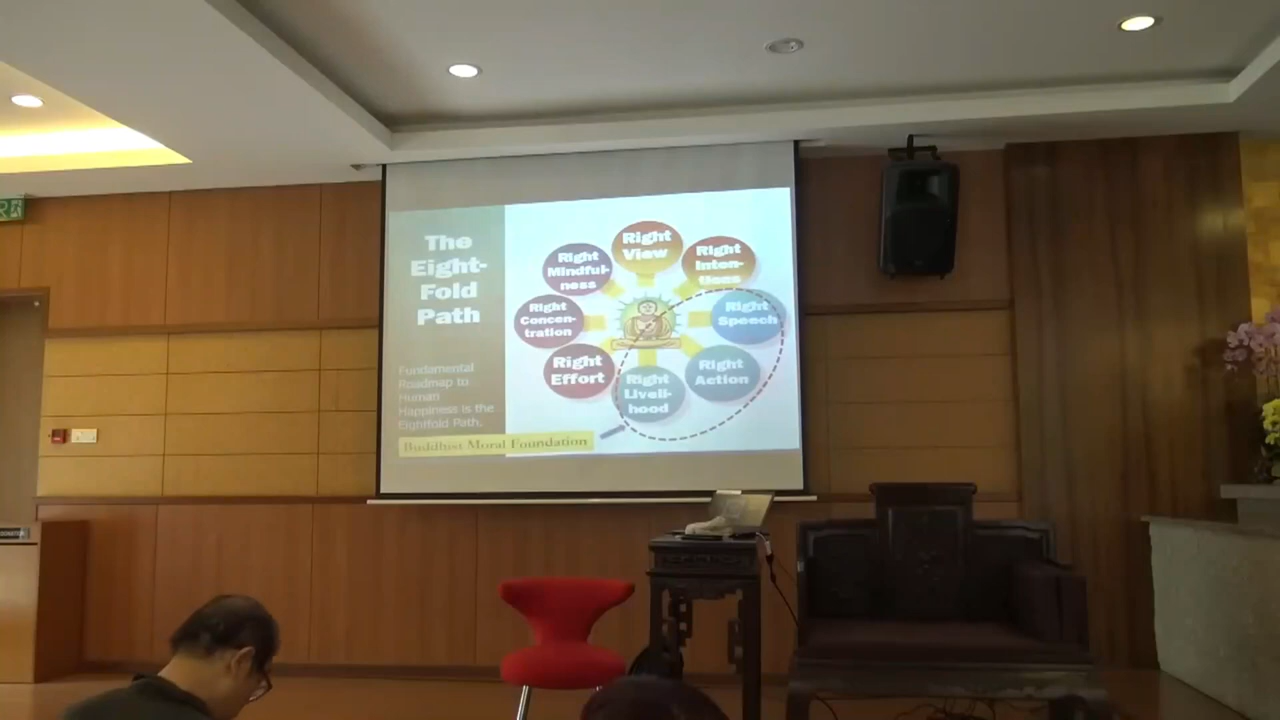 The
Eight-
Fold
Path
Fundamental
Roadmap to
Human
Happiness is the
Eightfold Path.
Buddhist Moral Foundation
Right
View
Right
Inten-
tions
Right
Speech
Right
Action
Right
Liveli-
hood
Right
Effort
Right
Concen-
tration
Right
Mindful-
ness